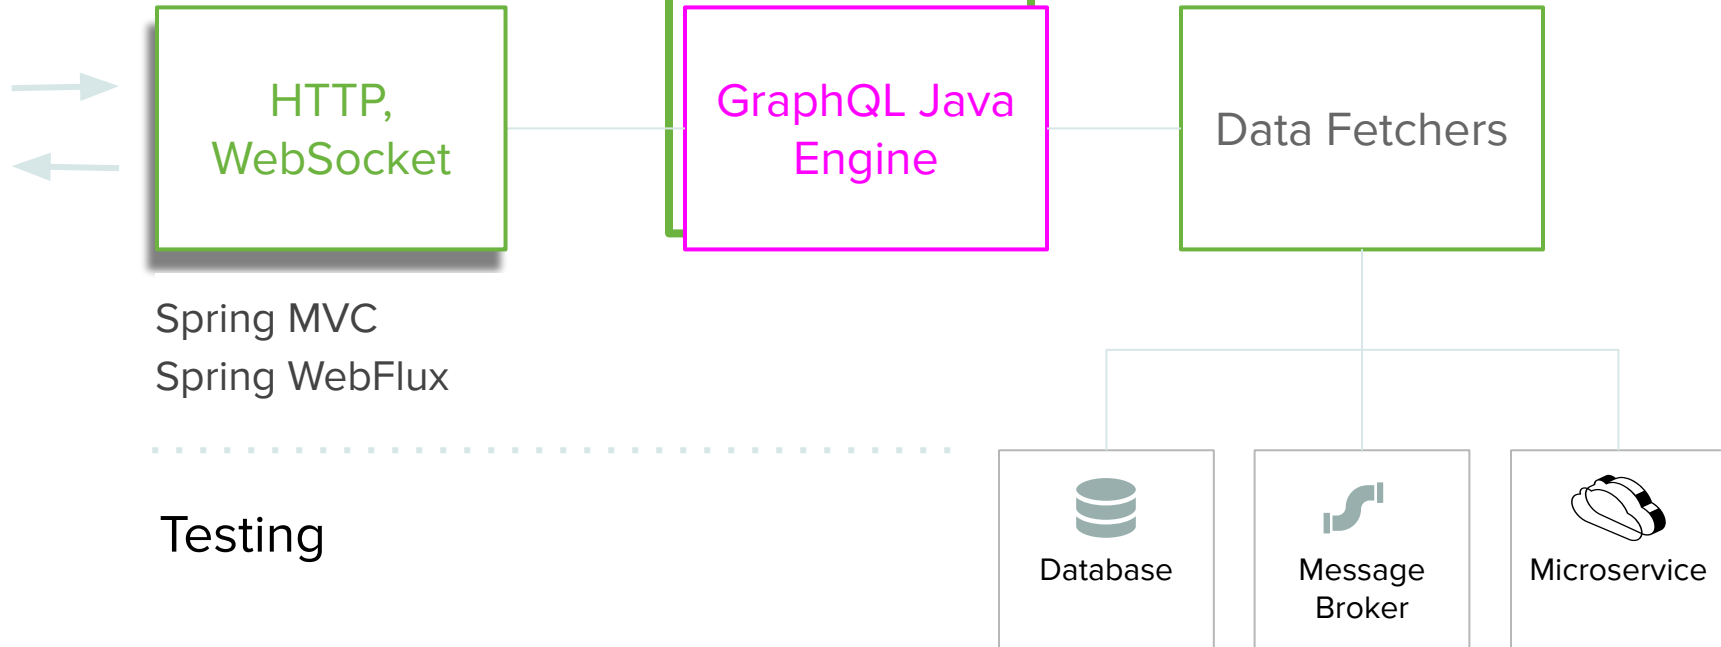 HTTP,
WebSocket
GraphQL Java
Engine
Data Fetchers
Spring MVC
Spring WebFlux
Testing
Database
Message
Broker
Microservice